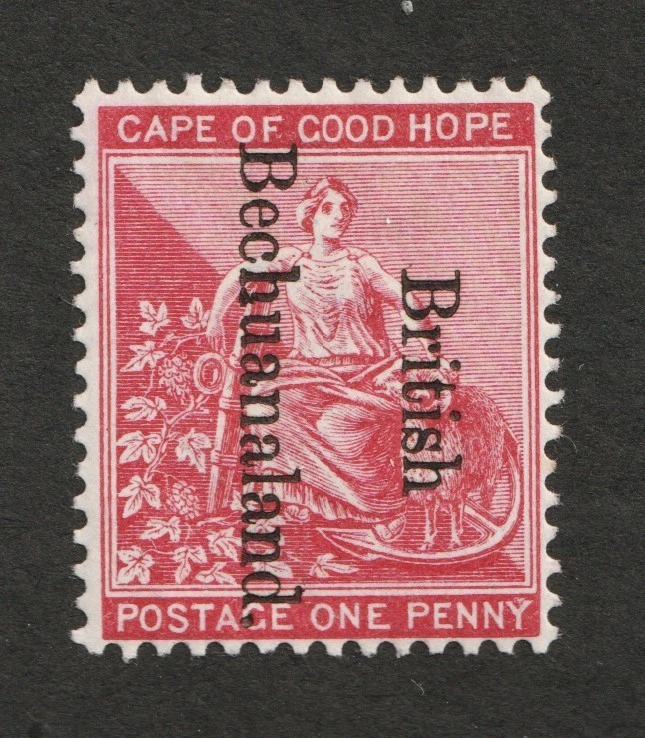 CAPE OF GOOD HOPE
British
Bechuanaland.
POSTAGE ONE PENNY